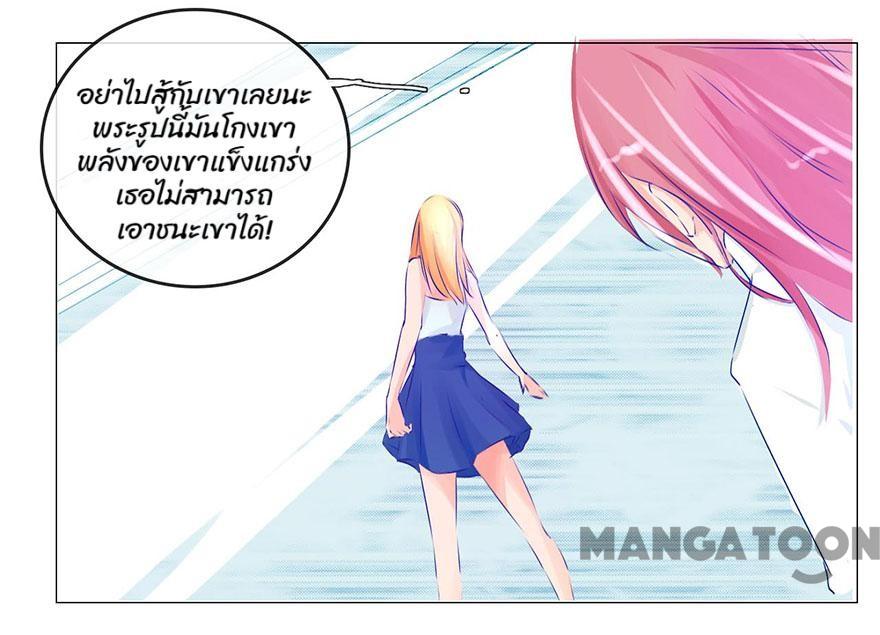 อย่าไปสู้กับเขาเลยนะ
พระรูปนี้มันโกงเขา
พลังของเขาแข็งแกร่ง
เธอไม่สามารถ
เอาชนะเขาได้!
MANGATOON